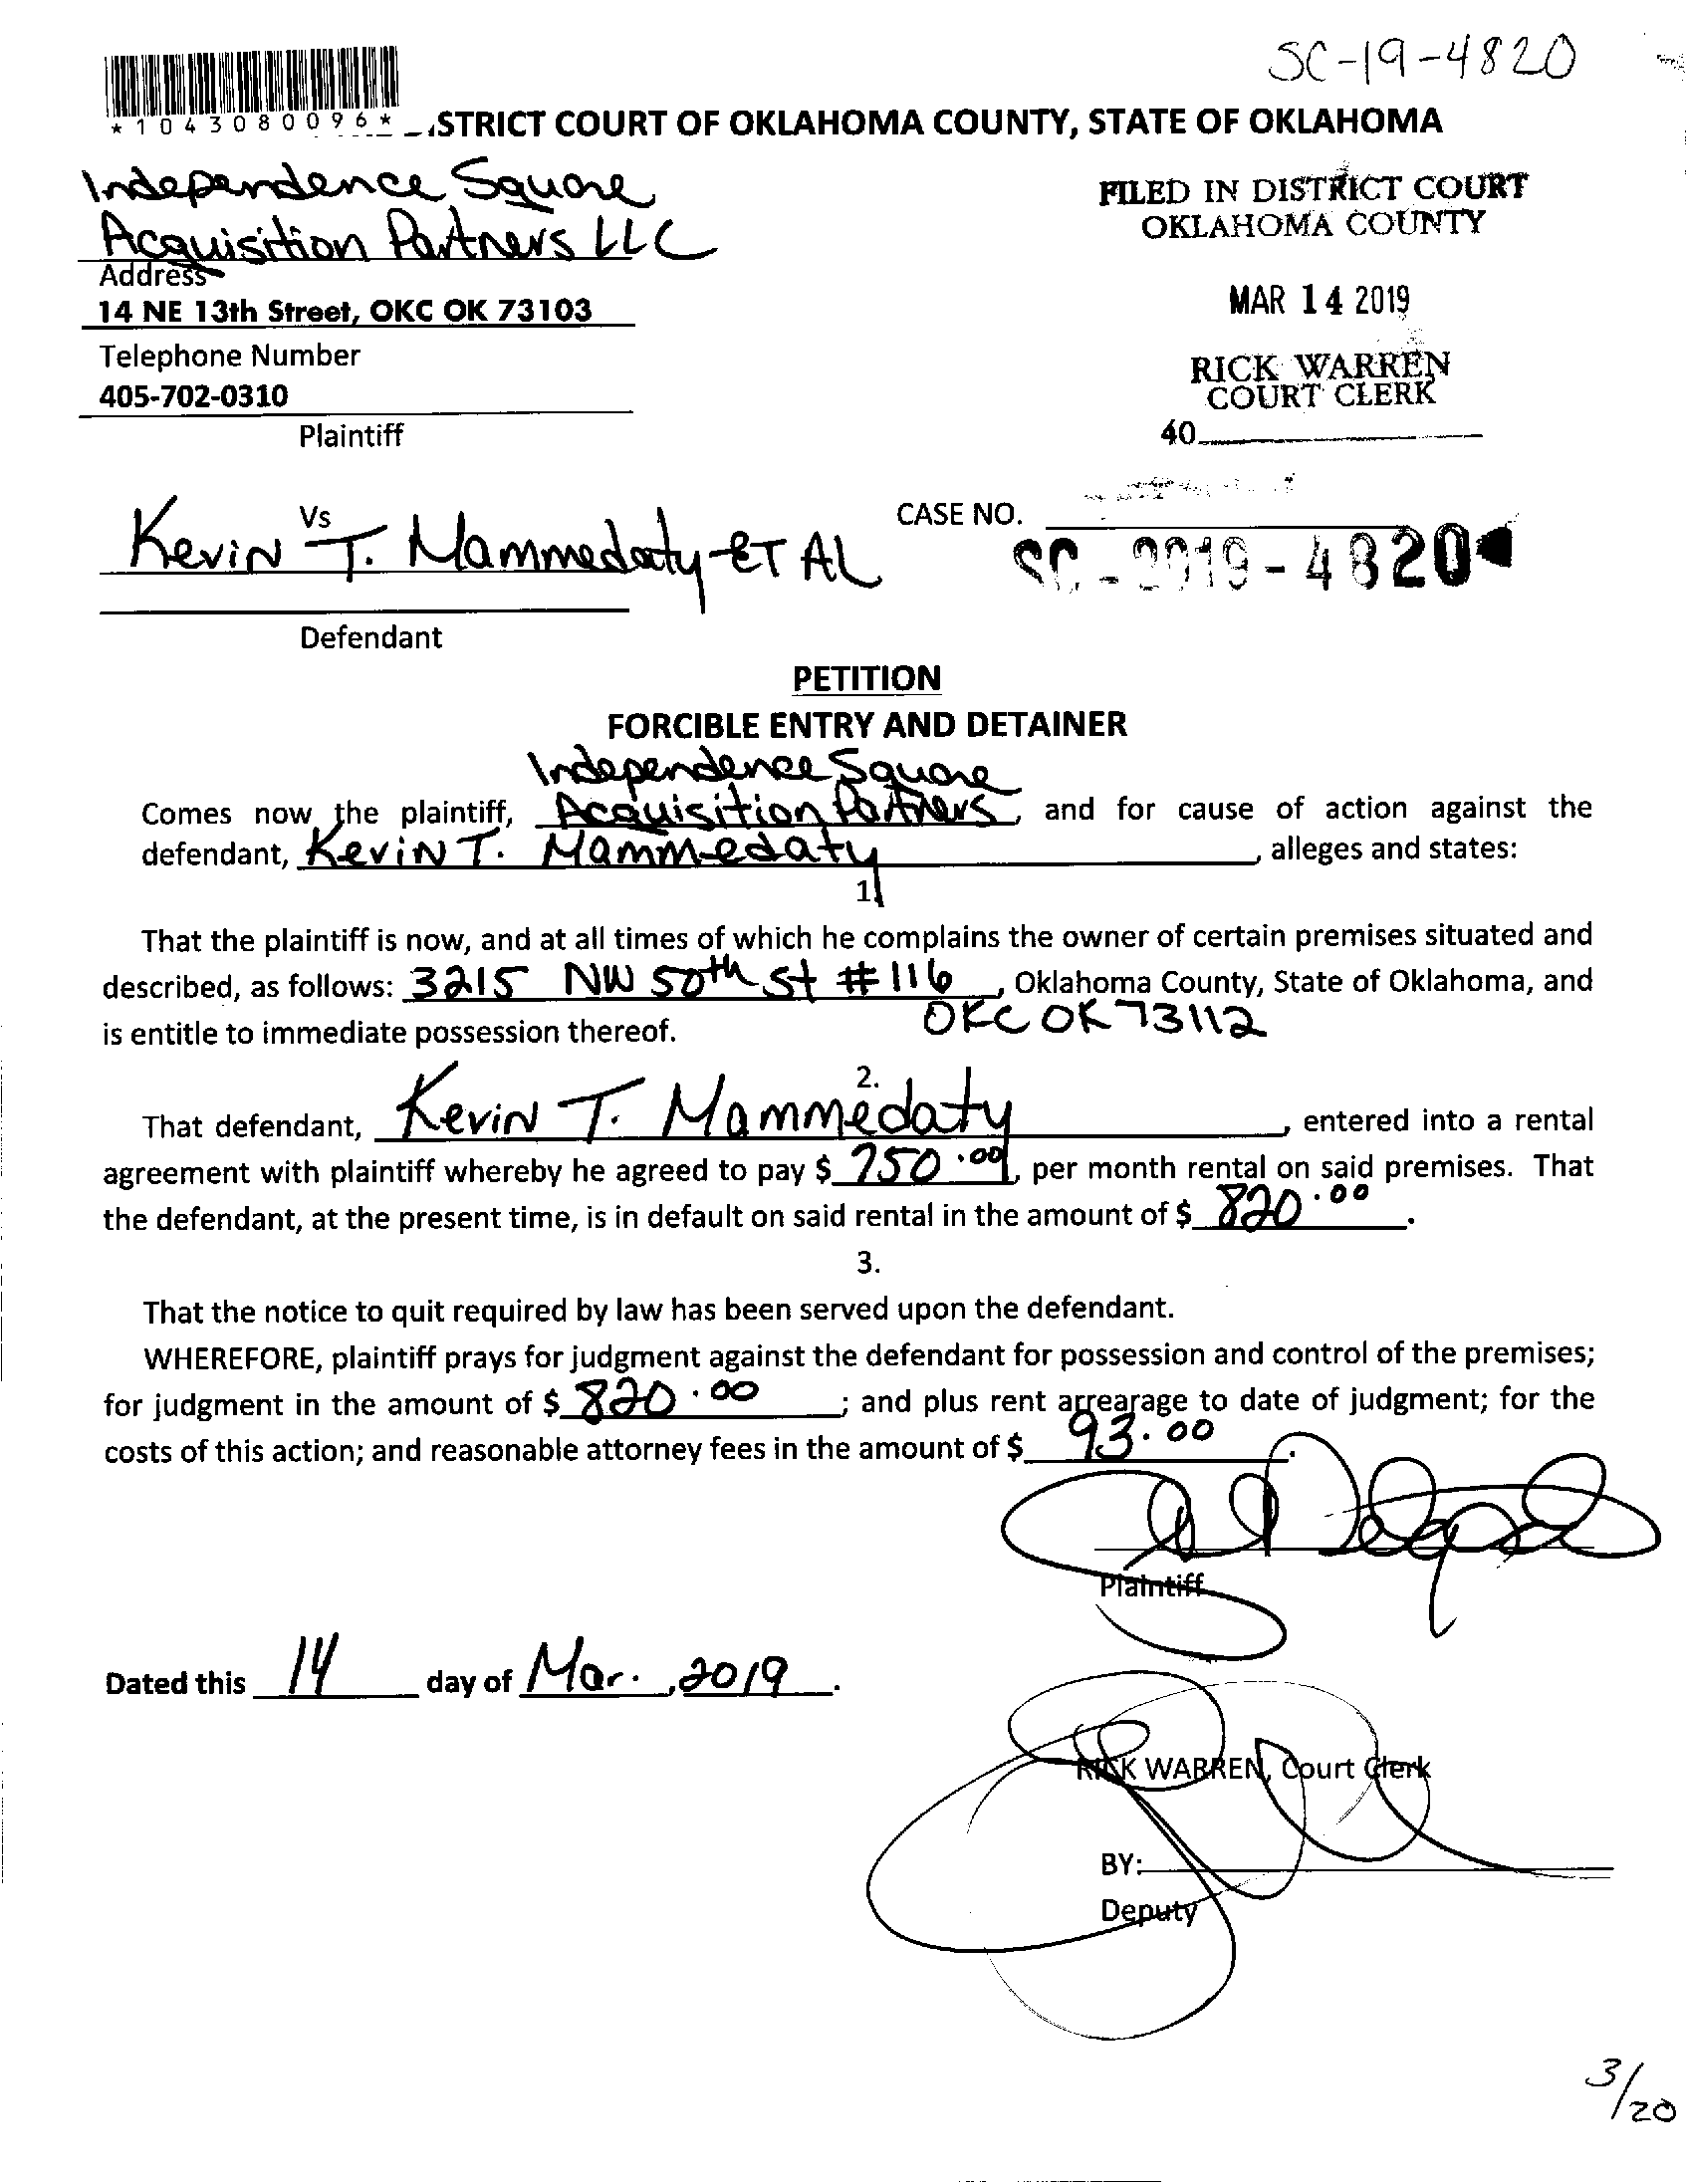 SC-19-4820
*1043080096* STRICT COURT OF OKLAHOMA COUNTY, STATE OF OKLAHOMA
Independence Square
Acquisition Partners LLC
Address
14 NE 13th Street, OKC OK 73103
Telephone Number
405-702-0310
Plaintiff
FILED IN DISTRICT COURT
OKLAHOMA COUNTY
MAR 14 2019
RICK WARREN
COURT CLERK
40
Vs
Kevin T. Mammedaty ET AL
Defendant
CASE NO.
SC-2019-4820
PETITION
FORCIBLE ENTRY AND DETAINER
Independence Square
Comes now the plaintiff, Acquisition Partners, and for cause of action against the
defendant, Kevin T. Mammedaty, alleges and states:
1.
That the plaintiff is now, and at all times of which he complains the owner of certain premises situated and
described, as follows: 3215 NW 50th St #116, Oklahoma County, State of Oklahoma, and
is entitle to immediate possession thereof. OKC OK 73112
2.
That defendant, Kevin T. Mammedaty, entered into a rental
agreement with plaintiff whereby he agreed to pay $ 750.00, per month rental on said premises. That
the defendant, at the present time, is in default on said rental in the amount of $ 820.00.
3.
That the notice to quit required by law has been served upon the defendant.
WHEREFORE, plaintiff prays for judgment against the defendant for possession and control of the premises;
for judgment in the amount of $ 820.00; and plus rent arrearage to date of judgment; for the
costs of this action; and reasonable attorney fees in the amount of $ 93.00.
Plaintiff
Dated this 14 day of Mar., 2019.
RICK WARREN, Court Clerk
BY:
Deputy
3/20